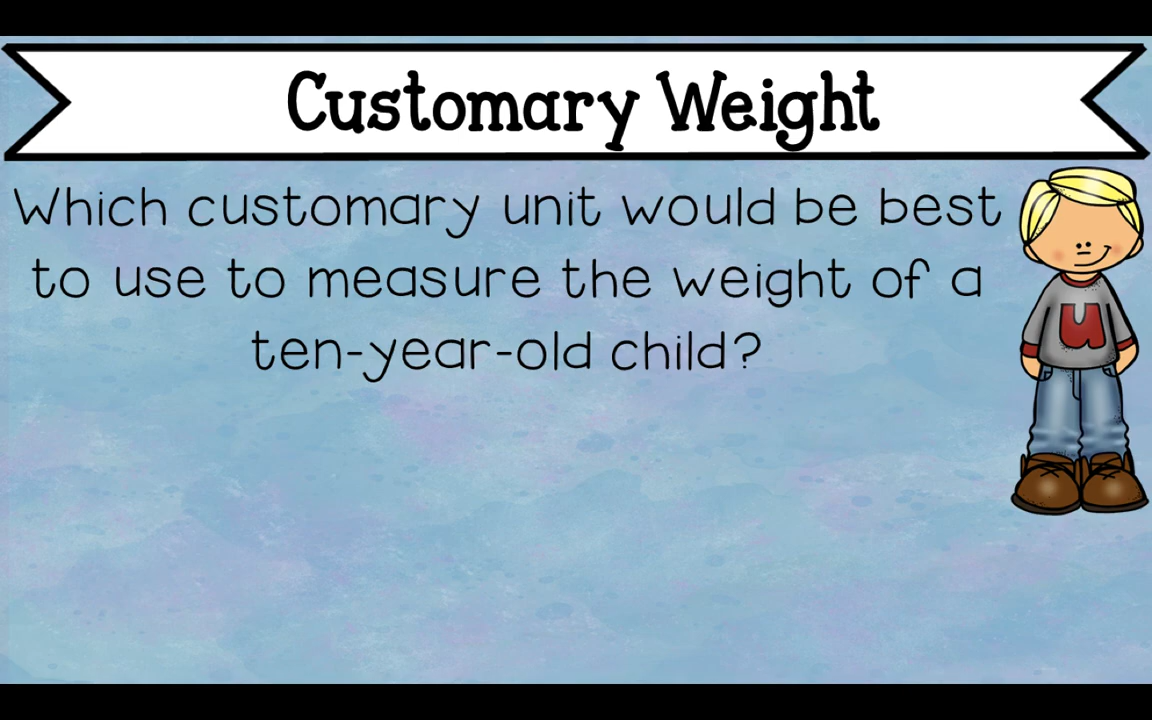 Customary Weight
Which customary unit would be best
to use to measure the weight of a
ten-year-old child?
U